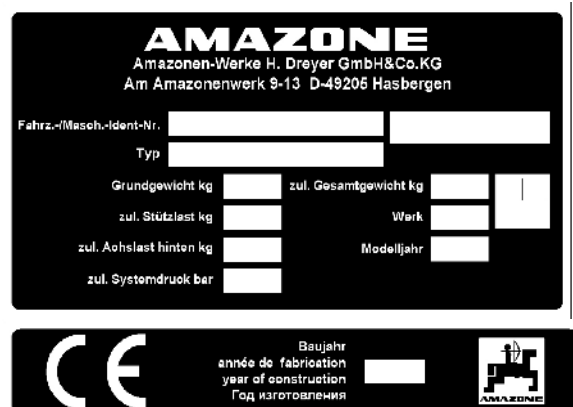 AMAZONE
Amazonen-Werke H. Dreyer GmbH&Co.KG
Am Amazonenwerk 9-13 D-49205 Hasbergen
Fahrz.-/Masch.-Ident-Nr.
Typ
Grundgewicht kg zul. Gesamtgewicht kg
zul. Stützlast kg Werk
zul. Achslast hinten kg Modelljahr
zul. Systemdruck bar
CE
Baujahr
année de fabrication
year of construction
Год изготовления
AMAZONE